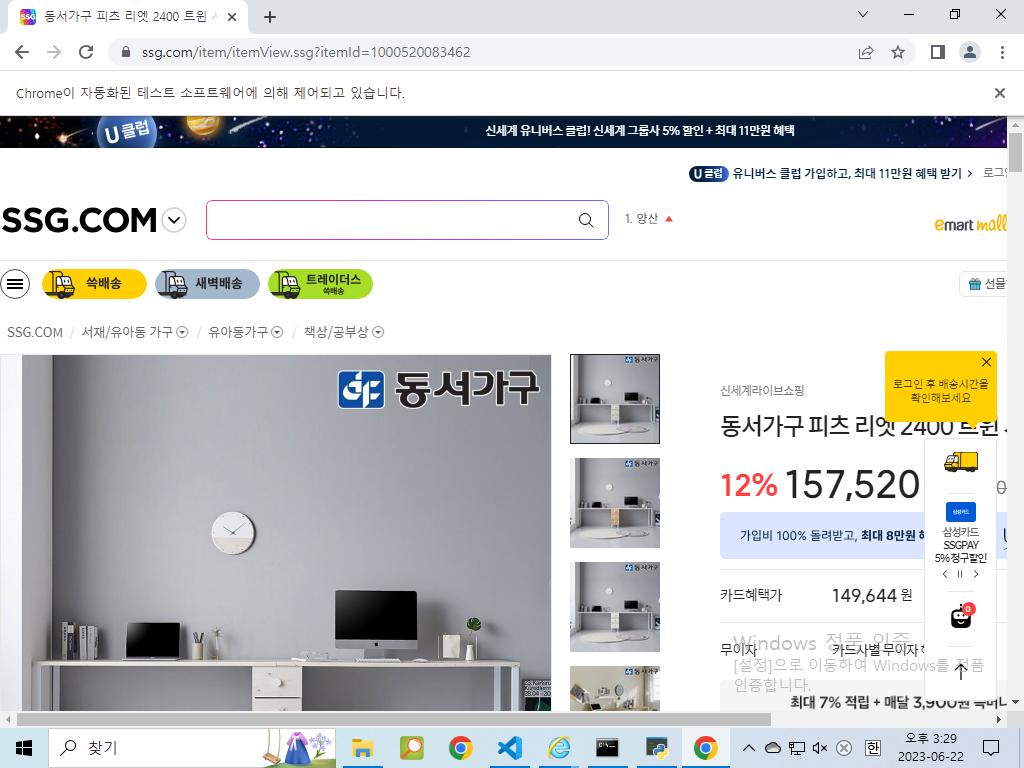 동서가구 피츠 리엣 2400 트윈
ssg.com/item/itemView.ssg?itemId=1000520083462
Chrome이 자동화된 테스트 소프트웨어에 의해 제어되고 있습니다.
U클럽
신세계 유니버스 클럽! 신세계 그룹사 5% 할인 + 최대 11만원 혜택
U 클럽 유니버스 클럽 가입하고, 최대 11만원 혜택 받기 >
SSG.COM
1. 양산
emart mall
쓱배송
새벽배송
트레이더스
쓱배송
선물
SSG.COM / 서재/유아동 가구 / 유아동가구 / 책상/공부상
동서가구
신세계라이브쇼핑
로그인 후 배송시간을
확인해보세요
동서가구 피츠 리엣 2400 트윈
12% 157,520
가입비 100% 돌려받고, 최대 8만원
삼성카드
삼성카드
SSGPAY
5% 청구할인
카드혜택가 149,644 원
0
무이자 카드사별 무이자
Windows 정품 인증
[설정]으로 이동하여 Windows를 정품
인증합니다.
최대 7% 적립 + 매달 3,900원
찾기
한
오후 3:29
2023-06-22